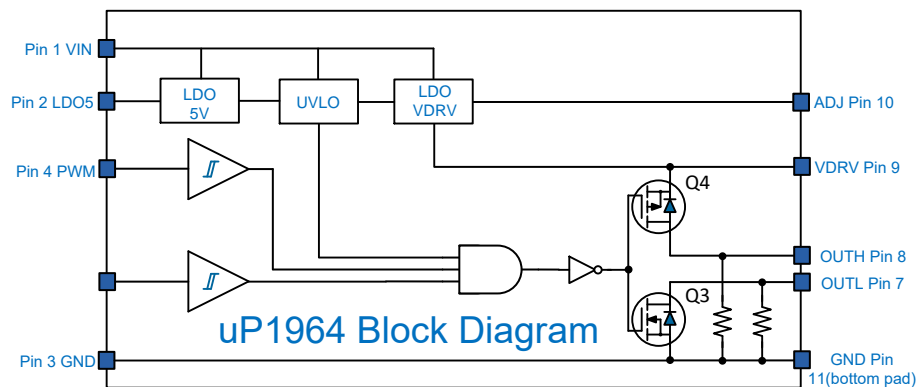 Pin 1 VIN
Pin 2 LDO5
LDO
5V
UVLO
LDO
VDRV
ADJ Pin 10
Pin 4 PWM
VDRV Pin 9
Q4
OUTH Pin 8
OUTL Pin 7
Q3
uP1964 Block Diagram
Pin 3 GND
GND Pin
11(bottom pad)